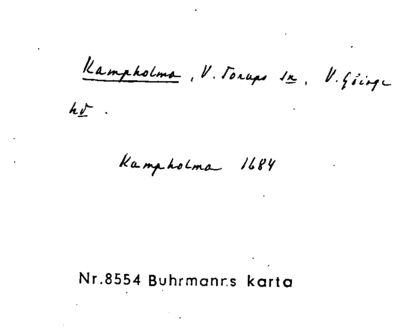 Kampholma, V. Torups sn, V. Göinge
hd.
Kampholma 1684
Nr.8554 Buhrmanns karta